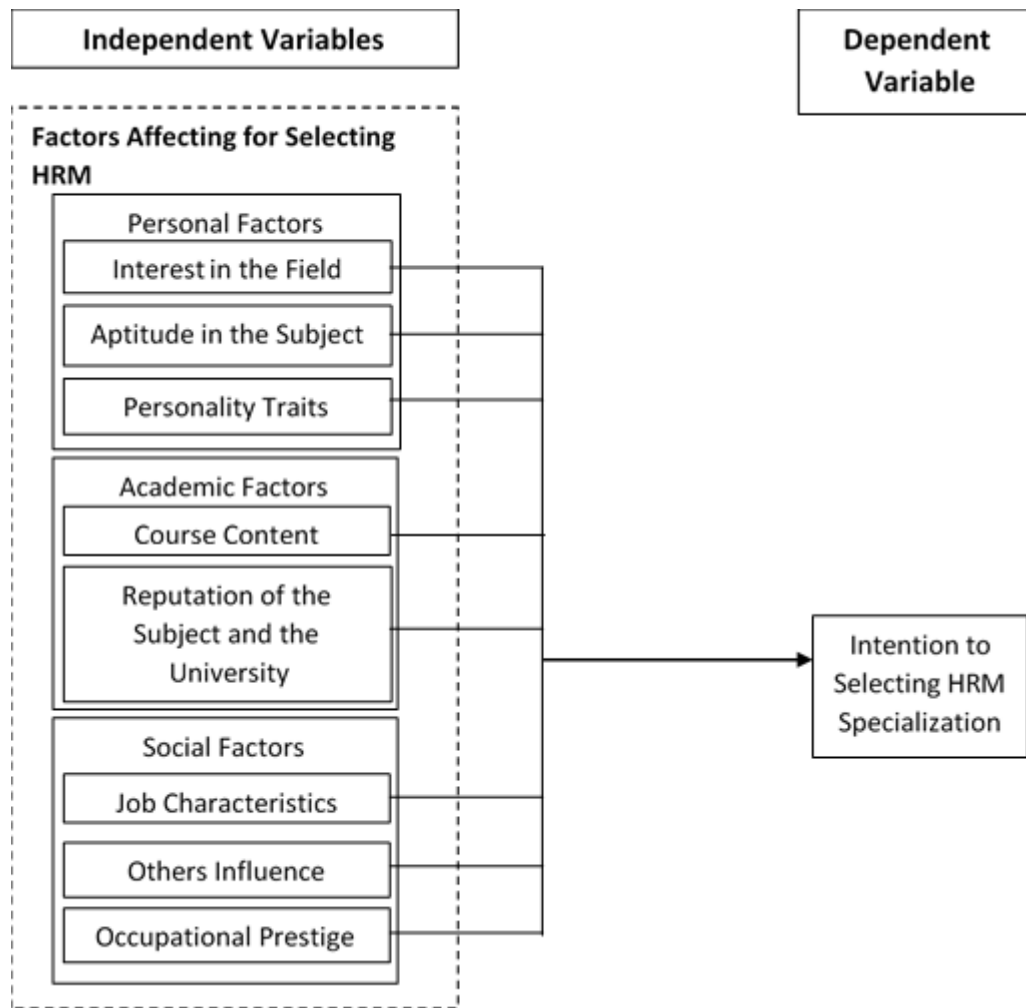 Independent Variables
Dependent
Variable
Factors Affecting for Selecting
HRM
Personal Factors
Interest in the Field
Aptitude in the Subject
Personality Traits
Academic Factors
Course Content
Reputation of the
Subject and the
University
Social Factors
Job Characteristics
Others Influence
Occupational Prestige
Intention to
Selecting HRM
Specialization